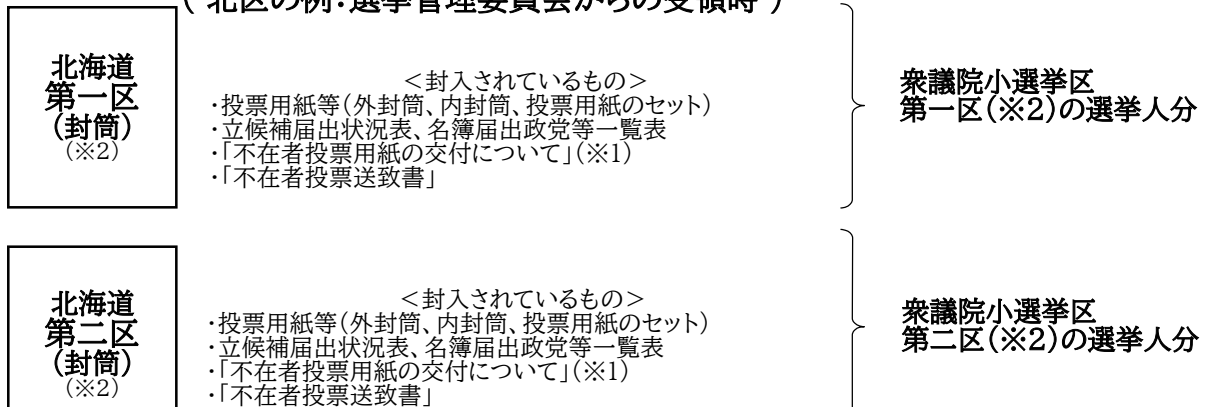 （ 北区の例：選挙管理委員会からの受領時 ）
北海道
第一区
（封筒）
（※2）
＜封入されているもの＞
・投票用紙等（外封筒、内封筒、投票用紙のセット）
・立候補届出状況表、名簿届出政党等一覧表
・「不在者投票用紙の交付について」（※1）
・「不在者投票送致書」
衆議院小選挙区
第一区（※2）の選挙人分
北海道
第二区
（封筒）
（※2）
＜封入されているもの＞
・投票用紙等（外封筒、内封筒、投票用紙のセット）
・立候補届出状況表、名簿届出政党等一覧表
・「不在者投票用紙の交付について」（※1）
・「不在者投票送致書」
衆議院小選挙区
第二区（※2）の選挙人分